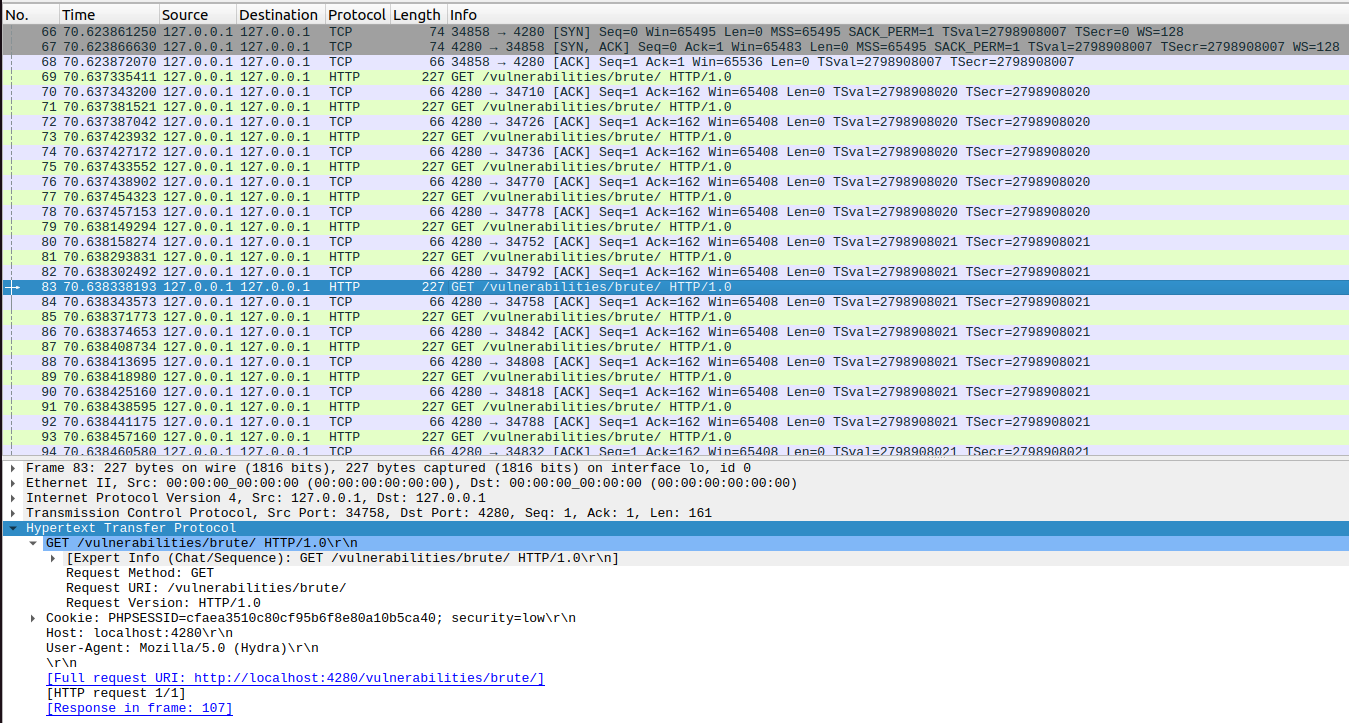 No. Time Source Destination Protocol Length Info
66 70.623861250 127.0.0.1 127.0.0.1 TCP 74 34858 → 4280 [SYN] Seq=0 Win=65495 Len=0 MSS=65495 SACK_PERM=1 TSval=2798908007 TSecr=0 WS=128
67 70.623866630 127.0.0.1 127.0.0.1 TCP 74 4280 → 34858 [SYN, ACK] Seq=0 Ack=1 Win=65483 Len=0 MSS=65495 SACK_PERM=1 TSval=2798908007 TSecr=2798908007 WS=128
68 70.623872070 127.0.0.1 127.0.0.1 TCP 66 34858 → 4280 [ACK] Seq=1 Ack=1 Win=65536 Len=0 TSval=2798908007 TSecr=2798908007
69 70.637335411 127.0.0.1 127.0.0.1 HTTP 227 GET /vulnerabilities/brute/ HTTP/1.0
70 70.637343200 127.0.0.1 127.0.0.1 TCP 66 4280 → 34710 [ACK] Seq=1 Ack=162 Win=65408 Len=0 TSval=2798908020 TSecr=2798908020
71 70.637381521 127.0.0.1 127.0.0.1 HTTP 227 GET /vulnerabilities/brute/ HTTP/1.0
72 70.637387042 127.0.0.1 127.0.0.1 TCP 66 4280 → 34726 [ACK] Seq=1 Ack=162 Win=65408 Len=0 TSval=2798908020 TSecr=2798908020
73 70.637423932 127.0.0.1 127.0.0.1 HTTP 227 GET /vulnerabilities/brute/ HTTP/1.0
74 70.637427172 127.0.0.1 127.0.0.1 TCP 66 4280 → 34736 [ACK] Seq=1 Ack=162 Win=65408 Len=0 TSval=2798908020 TSecr=2798908020
75 70.637433552 127.0.0.1 127.0.0.1 HTTP 227 GET /vulnerabilities/brute/ HTTP/1.0
76 70.637438902 127.0.0.1 127.0.0.1 TCP 66 4280 → 34770 [ACK] Seq=1 Ack=162 Win=65408 Len=0 TSval=2798908020 TSecr=2798908020
77 70.637454323 127.0.0.1 127.0.0.1 HTTP 227 GET /vulnerabilities/brute/ HTTP/1.0
78 70.637457153 127.0.0.1 127.0.0.1 TCP 66 4280 → 34778 [ACK] Seq=1 Ack=162 Win=65408 Len=0 TSval=2798908020 TSecr=2798908020
79 70.638149294 127.0.0.1 127.0.0.1 HTTP 227 GET /vulnerabilities/brute/ HTTP/1.0
80 70.638158274 127.0.0.1 127.0.0.1 TCP 66 4280 → 34752 [ACK] Seq=1 Ack=162 Win=65408 Len=0 TSval=2798908021 TSecr=2798908021
81 70.638293831 127.0.0.1 127.0.0.1 HTTP 227 GET /vulnerabilities/brute/ HTTP/1.0
82 70.638302492 127.0.0.1 127.0.0.1 TCP 66 4280 → 34792 [ACK] Seq=1 Ack=162 Win=65408 Len=0 TSval=2798908021 TSecr=2798908021
83 70.638338193 127.0.0.1 127.0.0.1 HTTP 227 GET /vulnerabilities/brute/ HTTP/1.0
84 70.638343573 127.0.0.1 127.0.0.1 TCP 66 4280 → 34758 [ACK] Seq=1 Ack=162 Win=65408 Len=0 TSval=2798908021 TSecr=2798908021
85 70.638371773 127.0.0.1 127.0.0.1 HTTP 227 GET /vulnerabilities/brute/ HTTP/1.0
86 70.638374653 127.0.0.1 127.0.0.1 TCP 66 4280 → 34842 [ACK] Seq=1 Ack=162 Win=65408 Len=0 TSval=2798908021 TSecr=2798908021
87 70.638408734 127.0.0.1 127.0.0.1 HTTP 227 GET /vulnerabilities/brute/ HTTP/1.0
88 70.638413695 127.0.0.1 127.0.0.1 TCP 66 4280 → 34808 [ACK] Seq=1 Ack=162 Win=65408 Len=0 TSval=2798908021 TSecr=2798908021
89 70.638418980 127.0.0.1 127.0.0.1 HTTP 227 GET /vulnerabilities/brute/ HTTP/1.0
90 70.638425160 127.0.0.1 127.0.0.1 TCP 66 4280 → 34818 [ACK] Seq=1 Ack=162 Win=65408 Len=0 TSval=2798908021 TSecr=2798908021
91 70.638438595 127.0.0.1 127.0.0.1 HTTP 227 GET /vulnerabilities/brute/ HTTP/1.0
92 70.638441175 127.0.0.1 127.0.0.1 TCP 66 4280 → 34788 [ACK] Seq=1 Ack=162 Win=65408 Len=0 TSval=2798908021 TSecr=2798908021
93 70.638457160 127.0.0.1 127.0.0.1 HTTP 227 GET /vulnerabilities/brute/ HTTP/1.0
94 70.638460580 127.0.0.1 127.0.0.1 TCP 66 4280 → 34832 [ACK] Seq=1 Ack=162 Win=65408 Len=0 TSval=2798908021 TSecr=2798908021
Frame 83: 227 bytes on wire (1816 bits), 227 bytes captured (1816 bits) on interface lo, id 0
Ethernet II, Src: 00:00:00_00:00:00 (00:00:00:00:00:00), Dst: 00:00:00_00:00:00 (00:00:00:00:00:00)
Internet Protocol Version 4, Src: 127.0.0.1, Dst: 127.0.0.1
Transmission Control Protocol, Src Port: 34758, Dst Port: 4280, Seq: 1, Ack: 1, Len: 161
Hypertext Transfer Protocol
GET /vulnerabilities/brute/ HTTP/1.0\r\n
[Expert Info (Chat/Sequence): GET /vulnerabilities/brute/ HTTP/1.0\r\n]
Request Method: GET
Request URI: /vulnerabilities/brute/
Request Version: HTTP/1.0
Cookie: PHPSESSID=cfaea3510c80cf95b6f8e80a10b5ca40; security=low\r\n
Host: localhost:4280\r\n
User-Agent: Mozilla/5.0 (Hydra)\r\n
\r\n
[Full request URI: http://localhost:4280/vulnerabilities/brute/]
[HTTP request 1/1]
[Response in frame: 107]